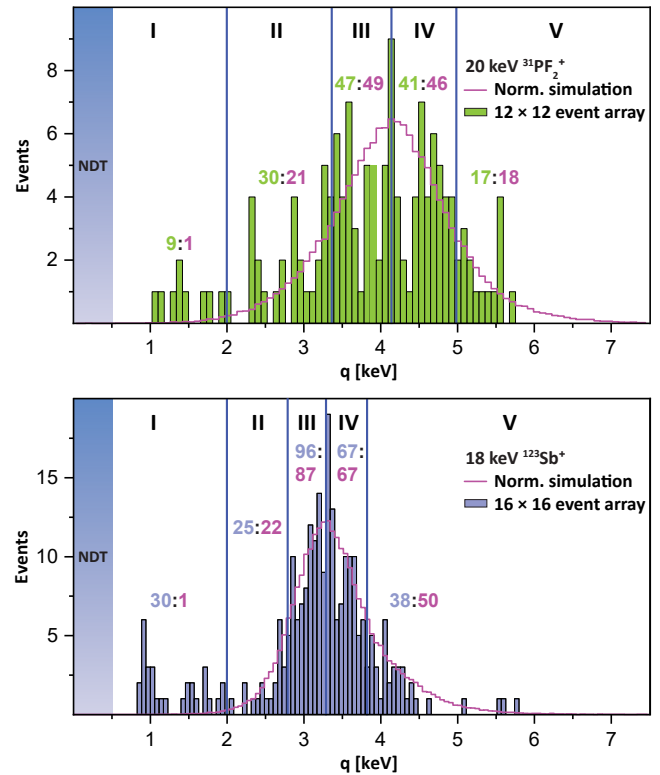 I II III IV V
20 keV ³¹PF₂⁺
Norm. simulation
12 × 12 event array
47:49 41:46
30:21 17:18
9:1
NDT
Events
8
6
4
2
1 2 3 4 5 6 7
q [keV]
I II III IV V
18 keV ¹²³Sb⁺
Norm. simulation
16 × 16 event array
96: 67:
87 67
25:22
30:1 38:50
NDT
Events
15
10
5
1 2 3 4 5 6 7
q [keV]